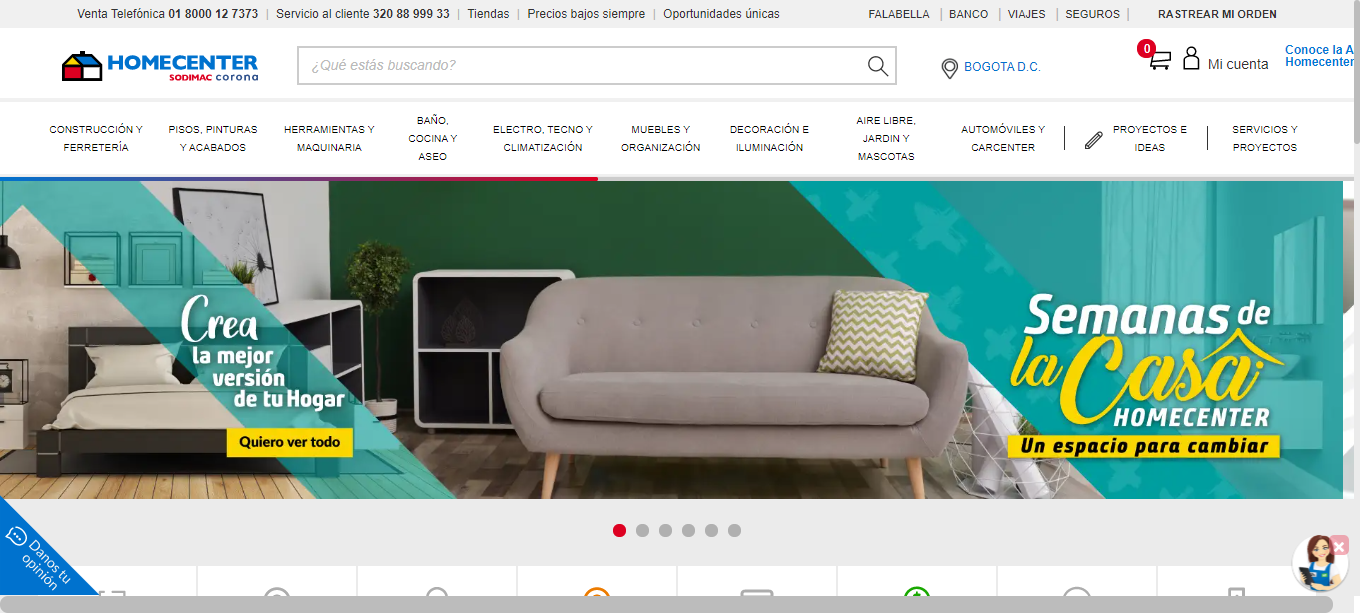 Venta Telefónica 01 8000 12 7373 | Servicio al cliente 320 88 999 33 | Tiendas | Precios bajos siempre | Oportunidades únicas
FALABELLA | BANCO | VIAJES | SEGUROS | RASTREAR MI ORDEN
HOMECENTER
SODIMAC corona
¿Qué estás buscando?
BOGOTA D.C.
0
Mi cuenta
Conoce la A
Homecenter
CONSTRUCCIÓN Y
FERRETERÍA
PISOS, PINTURAS
Y ACABADOS
HERRAMIENTAS Y
MAQUINARIA
BAÑO,
COCINA Y
ASEO
ELECTRO, TECNO Y
CLIMATIZACIÓN
MUEBLES Y
ORGANIZACIÓN
DECORACIÓN E
ILUMINACIÓN
AIRE LIBRE,
JARDIN Y
MASCOTAS
AUTOMÓVILES Y
CARCENTER
PROYECTOS E
IDEAS
SERVICIOS Y
PROYECTOS
Crea
la mejor
versión
de tu Hogar
Quiero ver todo
Semanas de
la Casa
HOMECENTER
Un espacio para cambiar
Danos tu
opinión